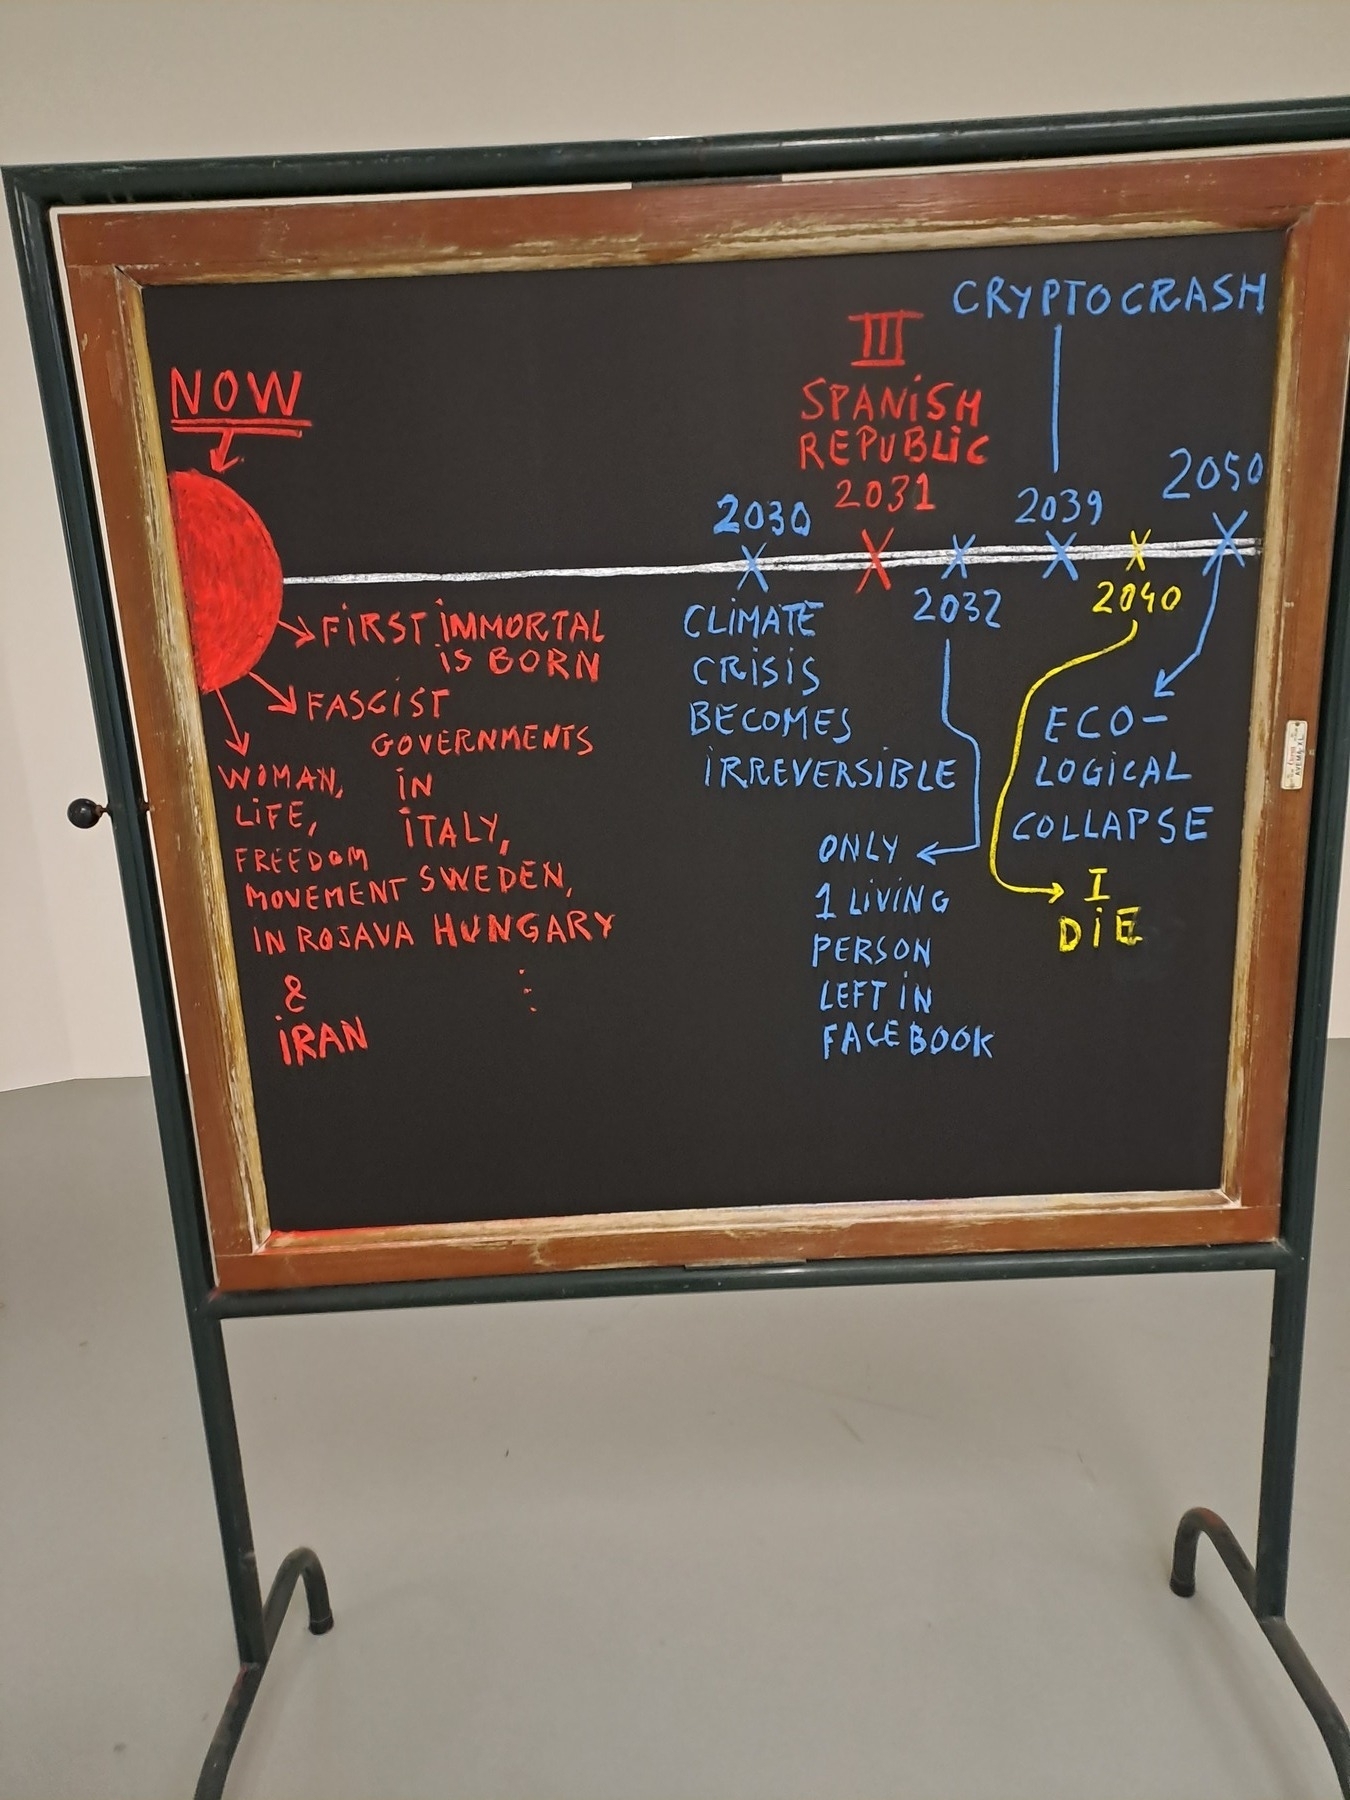 NOW
FIRST IMMORTAL
IS BORN
FASCIST
GOVERNMENTS
IN
ITALY,
SWEDEN,
HUNGARY
WOMAN,
LIFE,
FREEDOM
MOVEMENT
IN ROJAVA
&
IRAN
2030
CLIMATE
CRISIS
BECOMES
IRREVERSIBLE
III
SPANISH
REPUBLIC
2031
2032
ONLY
1 LIVING
PERSON
LEFT IN
FACEBOOK
CRYPTOCRASH
2039
2040
I
DIE
2050
ECO-
LOGICAL
COLLAPSE